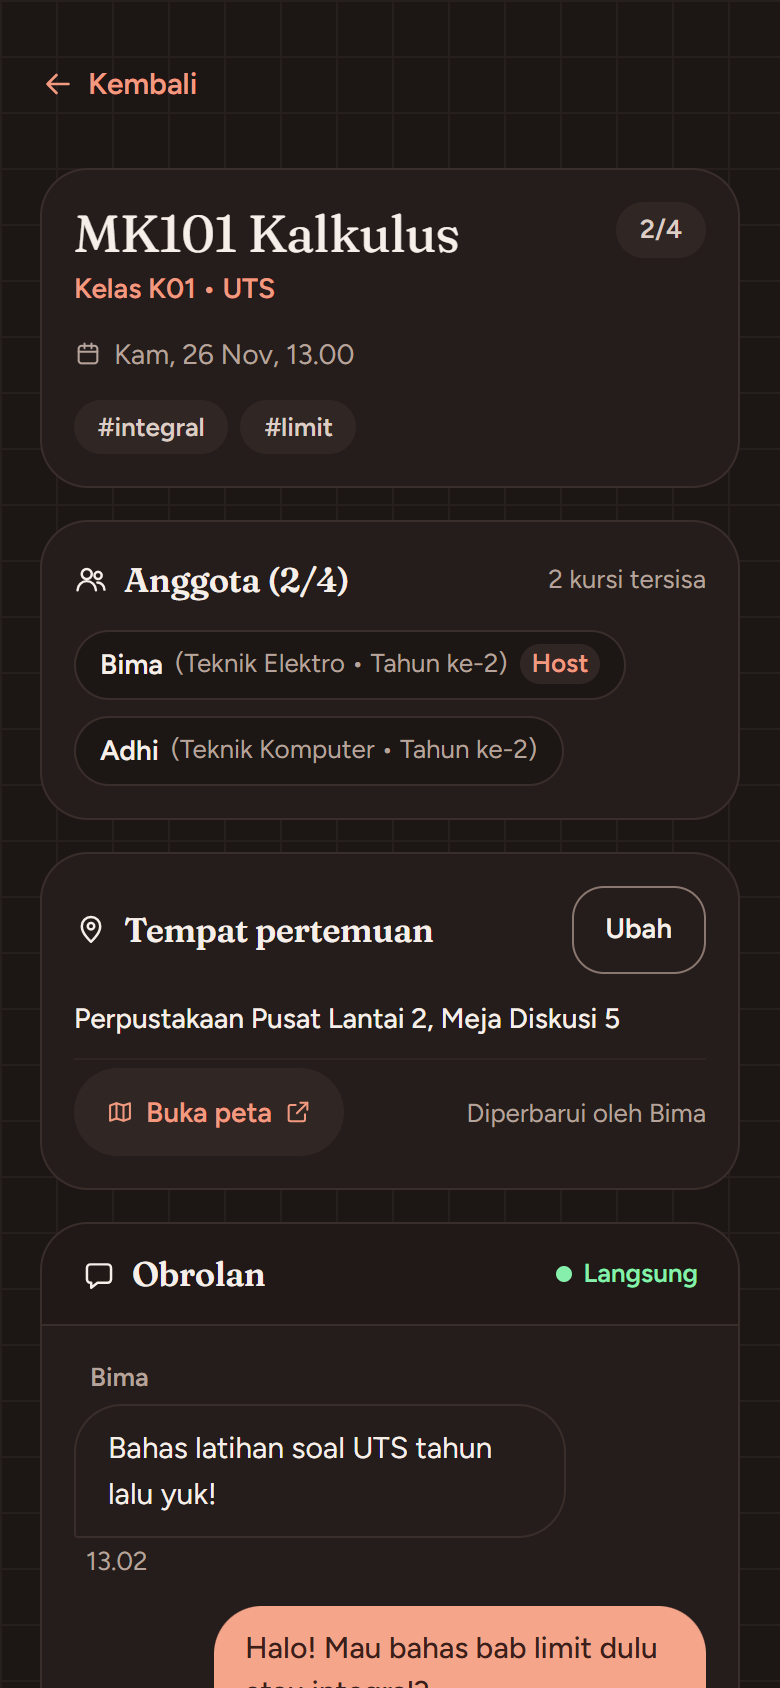 Kembali
MK101 Kalkulus
2/4
Kelas K01 • UTS
Kam, 26 Nov, 13.00
#integral #limit
Anggota (2/4)
2 kursi tersisa
Bima (Teknik Elektro • Tahun ke-2) Host
Adhi (Teknik Komputer • Tahun ke-2)
Tempat pertemuan
Ubah
Perpustakaan Pusat Lantai 2, Meja Diskusi 5
Buka peta
Diperbarui oleh Bima
Obrolan
Langsung
Bima
Bahas latihan soal UTS tahun
lalu yuk!
13.02
Halo! Mau bahas bab limit dulu
atau integral?